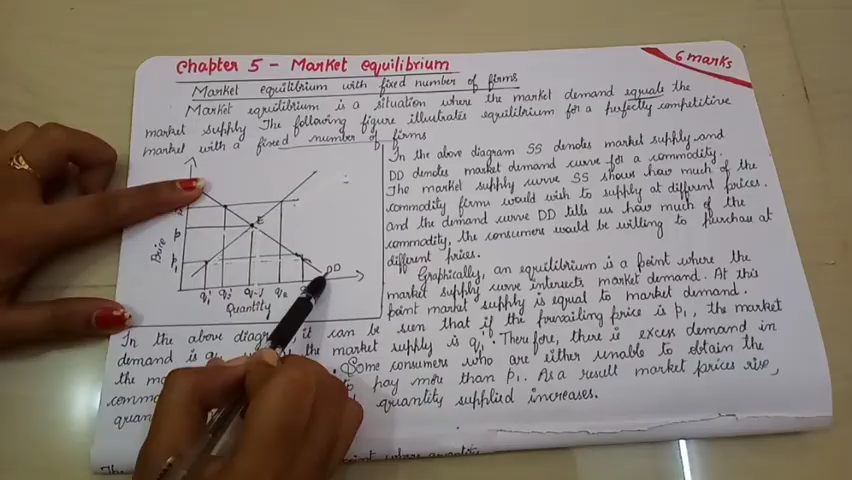 Chapter 5 - Market equilibrium
6 marks
Market equilibrium with fixed number of firms
Market equilibrium is a situation where the market demand equals the
market supply The following figure illustrates equilibrium for a perfectly competitive
market with a fixed number of firms
In the above diagram SS denotes market supply and
DD denotes market demand curve for a commodity.
The market supply curve SS shows how much of the
commodity firms would wish to supply at different prices.
and the demand curve DD tells us how much of the
commodity, the consumers would be willing to purchase at
different prices.
Graphically, an equilibrium is a point where the
market supply curve intersects market demand. At this
point market supply is equal to market demand.
Price
P
P1
E
DD
q1'
q2'
q2
Quantity
In the above diagram, it can be seen that if the prevailing price is P1, the market
demand is the market supply is q1'. Therefore, there is excess demand in
the Some consumers who are either unable to obtain the
to pay more than P1. As a result market prices rise,
quantity supplied increases.
point where quantity